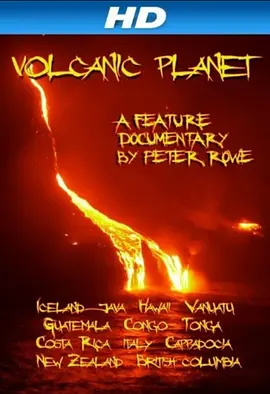 HD
VOLCANIC PLANET
A FEATURE
DOCUMENTARY
BY PETER ROWE
ICELAND JAVA HAWAII VANUATU
GUATEMALA CONGO TONGA
COSTA RICA ITALY CAPPADOCIA
NEW ZEALAND BRITISH COLUMBIA